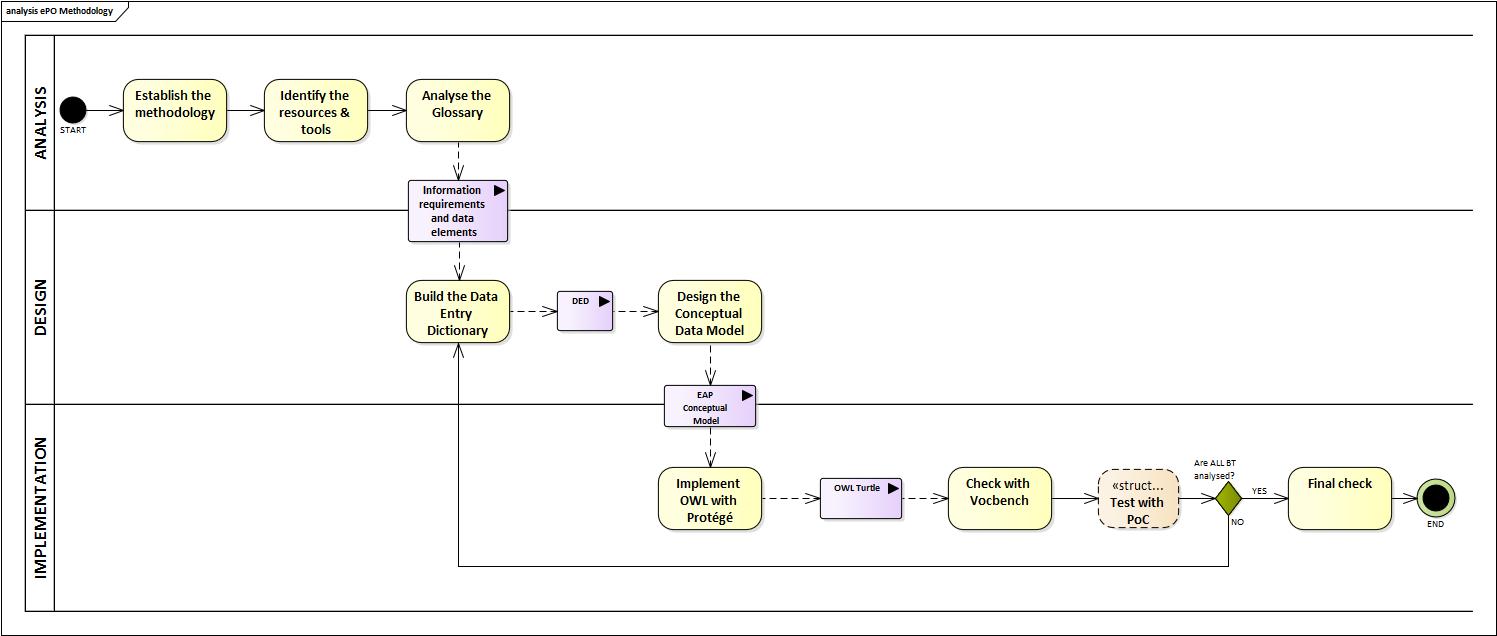 analysis ePO Methodology
ANALYSIS
START
Establish the
methodology
Identify the
resources &
tools
Analyse the
Glossary
Information
requirements
and data
elements
DESIGN
Build the Data
Entry
Dictionary
DED
Design the
Conceptual
Data Model
EAP
Conceptual
Model
IMPLEMENTATION
Implement
OWL with
Protégé
OWL Turtle
Check with
Vocbench
«struct...
Test with
PoC
Are ALL BT
analysed?
YES
NO
Final check
END